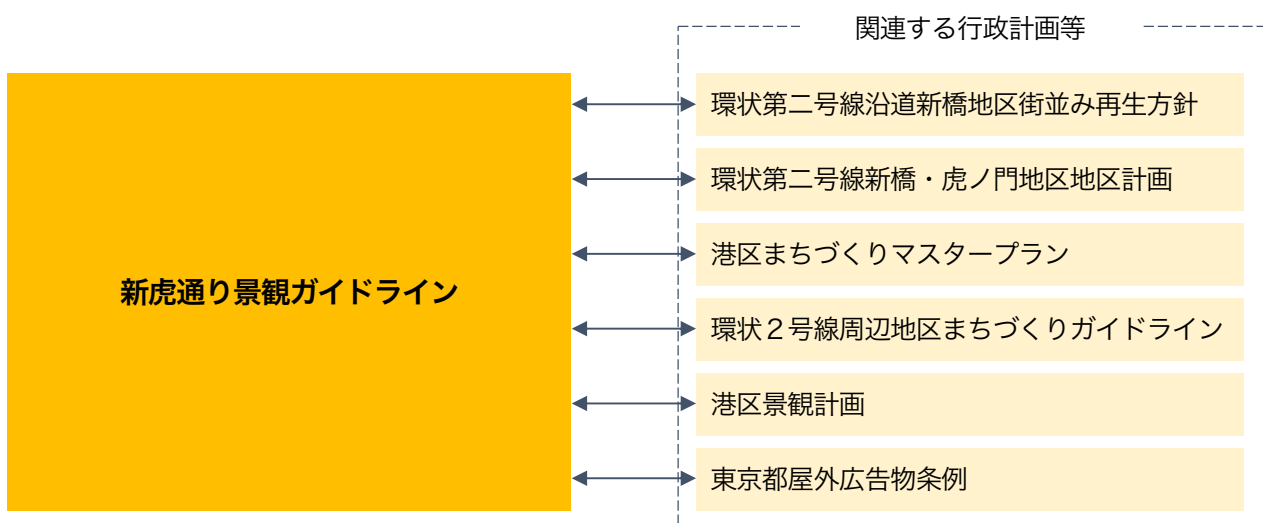 関連する行政計画等
新虎通り景観ガイドライン
環状第二号線沿道新橋地区街並み再生方針
環状第二号線新橋・虎ノ門地区地区計画
港区まちづくりマスタープラン
環状２号線周辺地区まちづくりガイドライン
港区景観計画
東京都屋外広告物条例